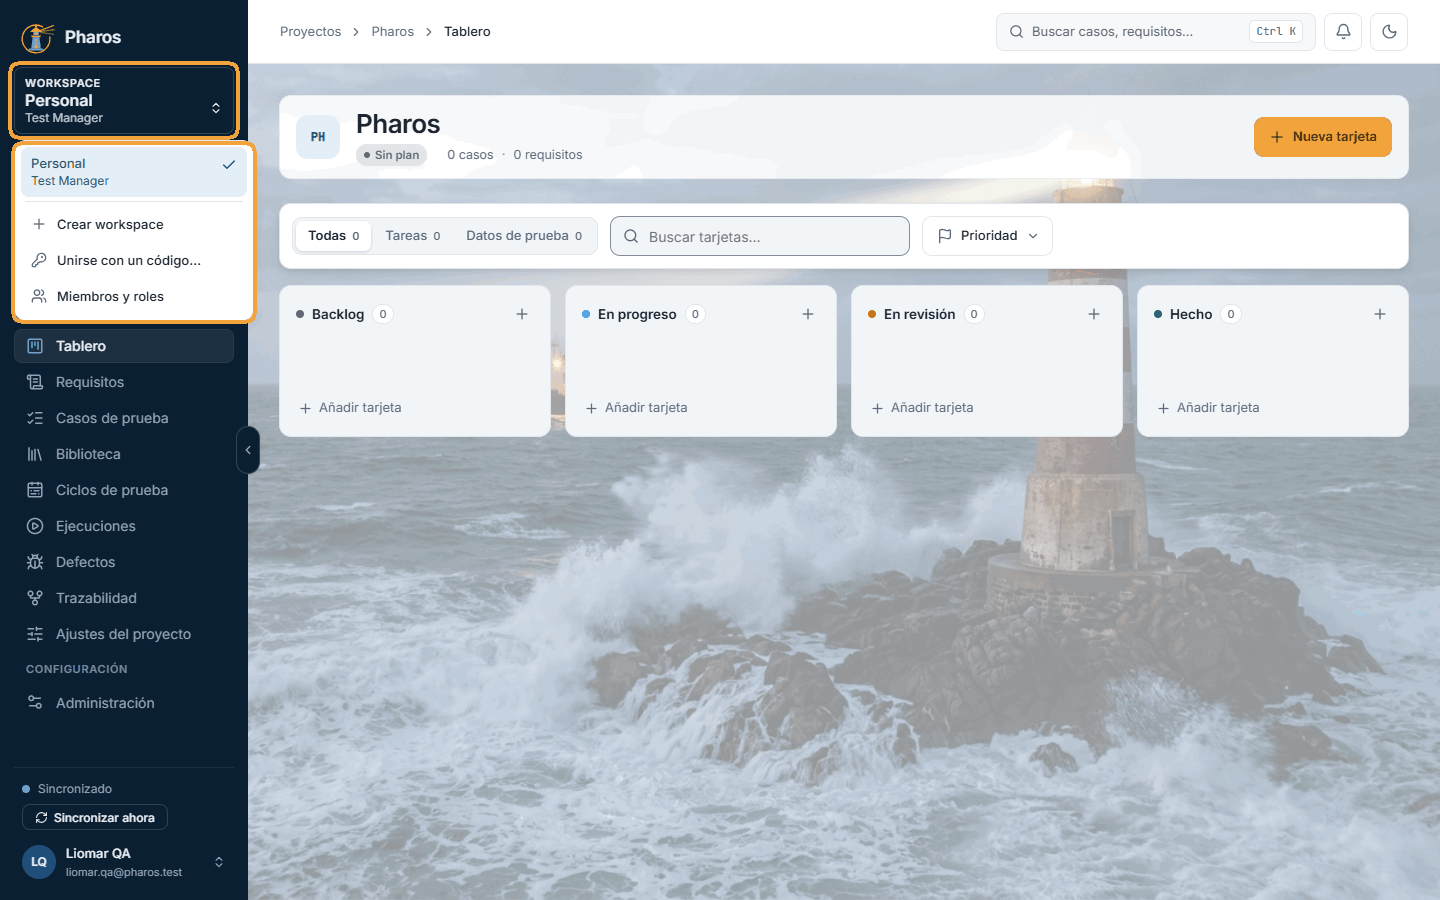 Pharos
WORKSPACE
Personal
Test Manager
Personal
Test Manager
Crear workspace
Unirse con un código...
Miembros y roles
Tablero
Requisitos
Casos de prueba
Biblioteca
Ciclos de prueba
Ejecuciones
Defectos
Trazabilidad
Ajustes del proyecto
CONFIGURACIÓN
Administración
Sincronizado
Sincronizar ahora
LQ
Liomar QA
liomar.qa@pharos.test
Proyectos > Pharos > Tablero
Buscar casos, requisitos... Ctrl K
PH
Pharos
Sin plan 0 casos · 0 requisitos
Nueva tarjeta
Todas 0 Tareas 0 Datos de prueba 0
Buscar tarjetas...
Prioridad
Backlog 0
Añadir tarjeta
En progreso 0
Añadir tarjeta
En revisión 0
Añadir tarjeta
Hecho 0
Añadir tarjeta